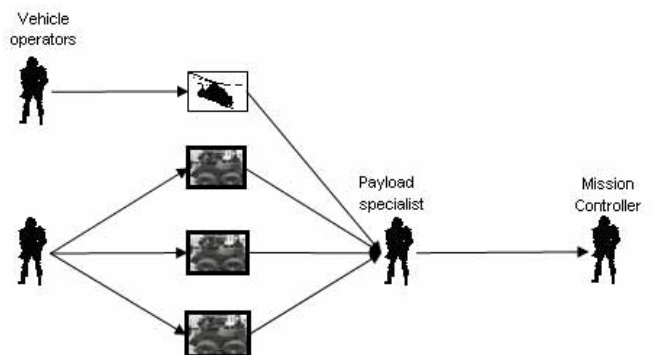 Vehicle
operators
Payload
specialist
Mission
Controller